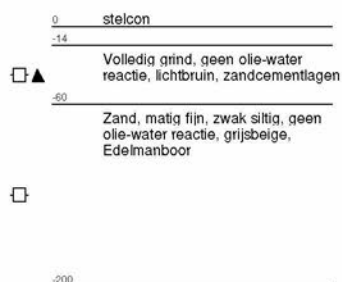 0 stelcon
-14
Volledig grind, geen olie-water
reactie, lichtbruin, zandcementlagen
-60
Zand, matig fijn, zwak siltig, geen
olie-water reactie, grijsbeige,
Edelmanboor
-200